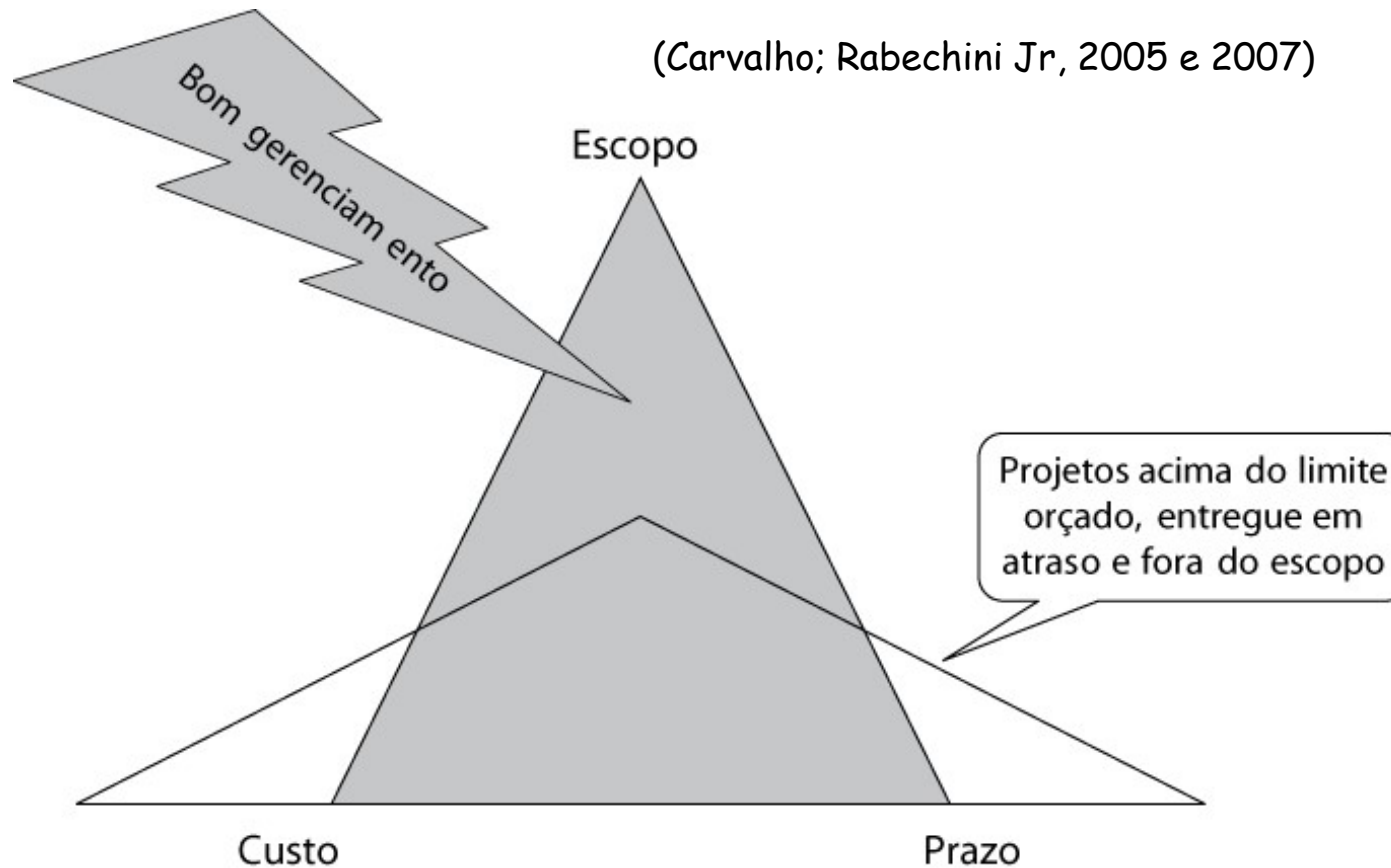 (Carvalho; Rabechini Jr, 2005 e 2007)
Bom gerenciam ento
Escopo
Projetos acima do limite
orçado, entregue em
atraso e fora do escopo
Custo
Prazo